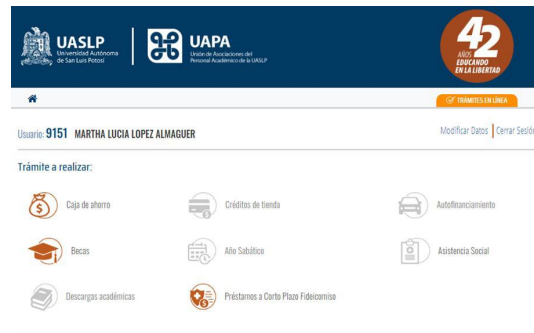 UASLP
Universidad Autónoma
de San Luis Potosí
UAPA
Unión de Asociaciones del
Personal Académico de la UASLP
42
AÑOS
EDUCANDO
EN LA LIBERTAD
TRÁMITES EN LÍNEA
Usuario: 9151 MARTHA LUCIA LOPEZ ALMAGUER
Modificar Datos | Cerrar Sesión
Trámite a realizar:
Caja de ahorro
Créditos de tienda
Autofinanciamiento
Becas
Año Sabático
Asistencia Social
Descargas académicas
Préstamos a Corto Plazo Fideicomiso